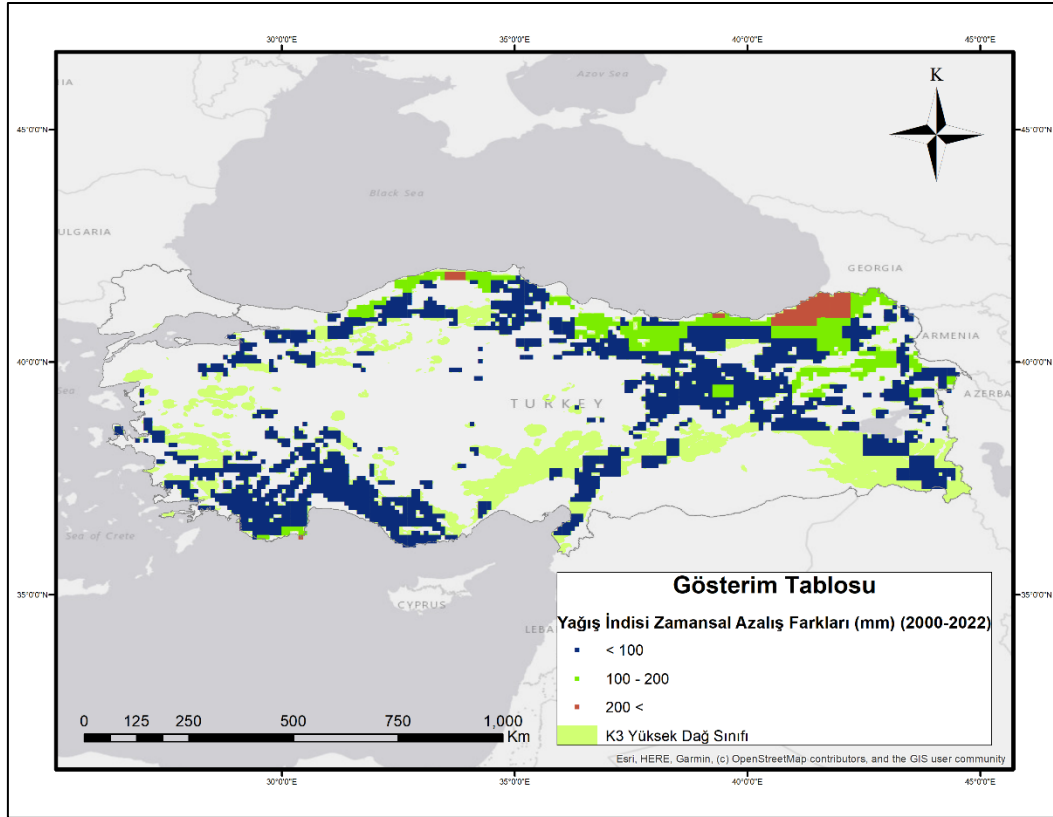 30°0'0"E 35°0'0"E 40°0'0"E 45°0'0"E
Azov Sea
K
45°0'0"N 45°0'0"N
Black Sea
ULGARIA
GEORGIA
ARMENIA
40°0'0"N 40°0'0"N
AZERBA
TURKEY
Sea of Crete
CYPRUS
35°0'0"N 35°0'0"N
LEBA
Gösterim Tablosu
Yağış İndisi Zamansal Azalış Farkları (mm) (2000-2022)
< 100
100 - 200
200 <
K3 Yüksek Dağ Sınıfı
0 125 250 500 750 1,000
Km
Esri, HERE, Garmin, (c) OpenStreetMap contributors, and the GIS user community
30°0'0"E 35°0'0"E 40°0'0"E 45°0'0"E